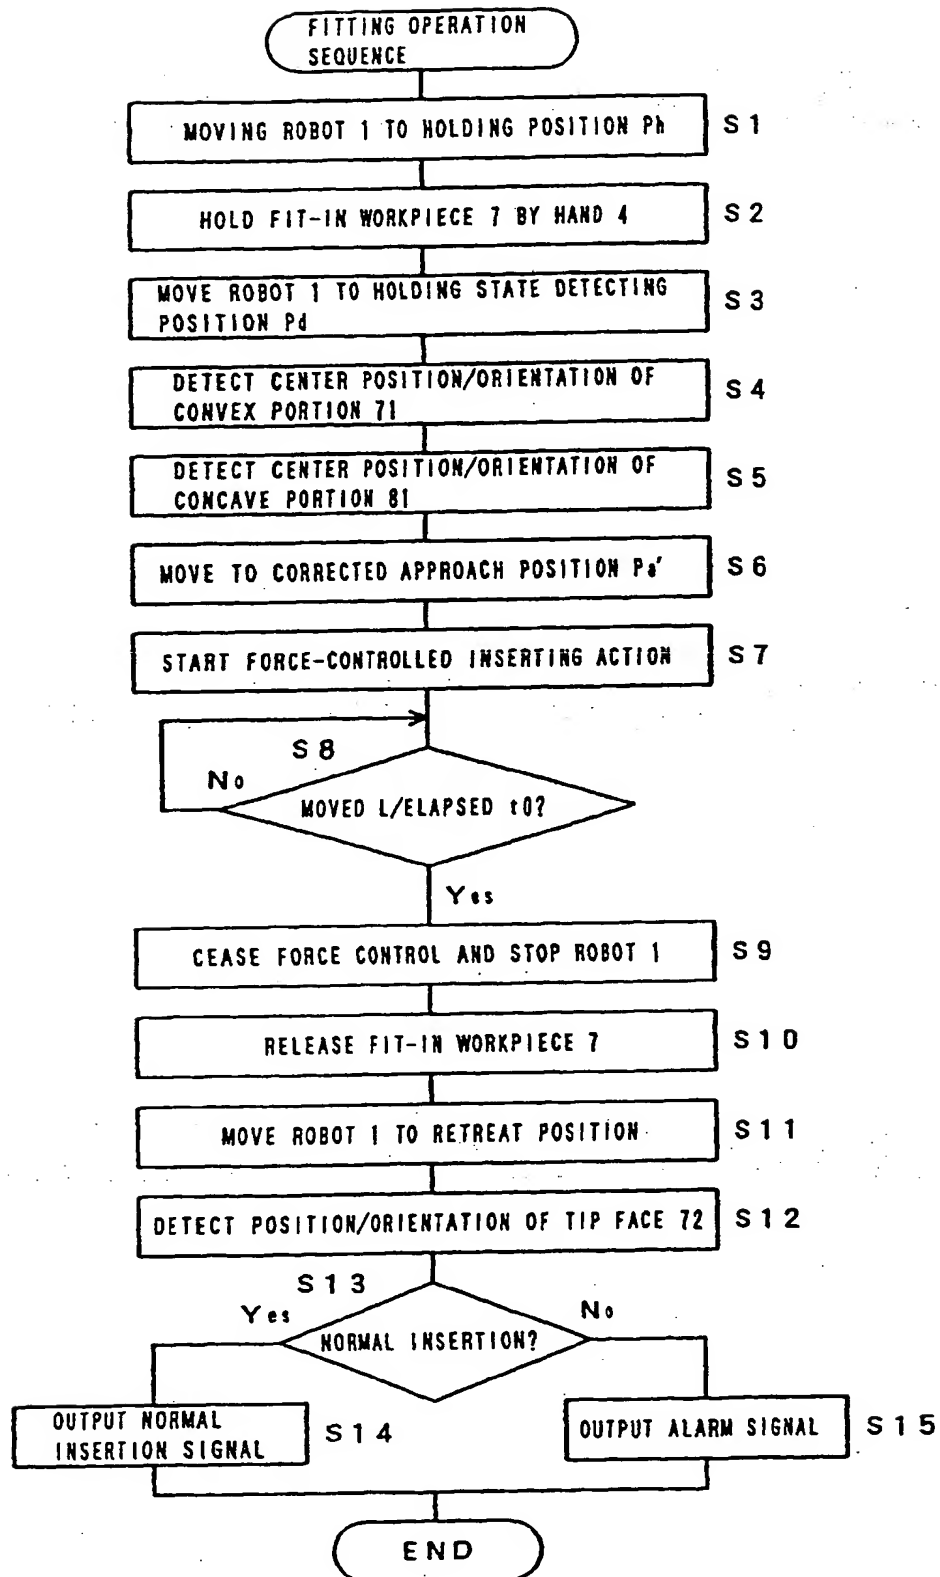 FITTING OPERATION
SEQUENCE
MOVING ROBOT 1 TO HOLDING POSITION Ph
S1
HOLD FIT-IN WORKPIECE 7 BY HAND 4
S2
MOVE ROBOT 1 TO HOLDING STATE DETECTING
POSITION Pd
S3
DETECT CENTER POSITION/ORIENTATION OF
CONVEX PORTION 71
S4
DETECT CENTER POSITION/ORIENTATION OF
CONCAVE PORTION 81
S5
MOVE TO CORRECTED APPROACH POSITION Pa'
S6
START FORCE-CONTROLLED INSERTING ACTION
S7
S8
No
MOVED L/ELAPSED t0?
Yes
CEASE FORCE CONTROL AND STOP ROBOT 1
S9
RELEASE FIT-IN WORKPIECE 7
S10
MOVE ROBOT 1 TO RETREAT POSITION
S11
DETECT POSITION/ORIENTATION OF TIP FACE 72
S12
S13
Yes
No
NORMAL INSERTION?
OUTPUT NORMAL
INSERTION SIGNAL
S14
OUTPUT ALARM SIGNAL
S15
END